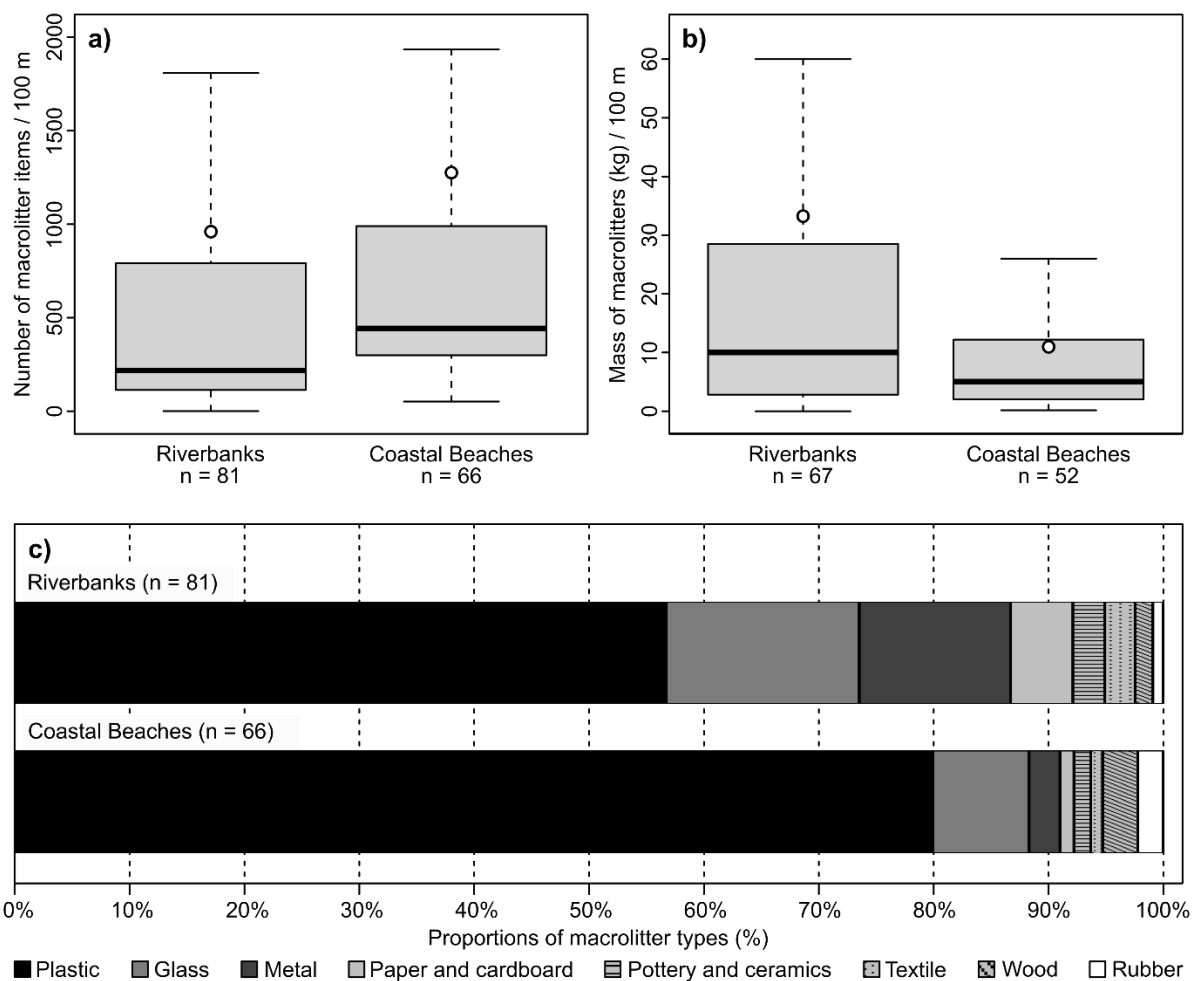 a)
Number of macrolitter items / 100 m
2000
1500
1000
500
0
Riverbanks
n = 81
Coastal Beaches
n = 66
b)
Mass of macrolitters (kg) / 100 m
60
50
40
30
20
10
0
Riverbanks
n = 67
Coastal Beaches
n = 52
c)
Riverbanks (n = 81)
Coastal Beaches (n = 66)
0% 10% 20% 30% 40% 50% 60% 70% 80% 90% 100%
Proportions of macrolitter types (%)
Plastic Glass Metal Paper and cardboard Pottery and ceramics Textile Wood Rubber